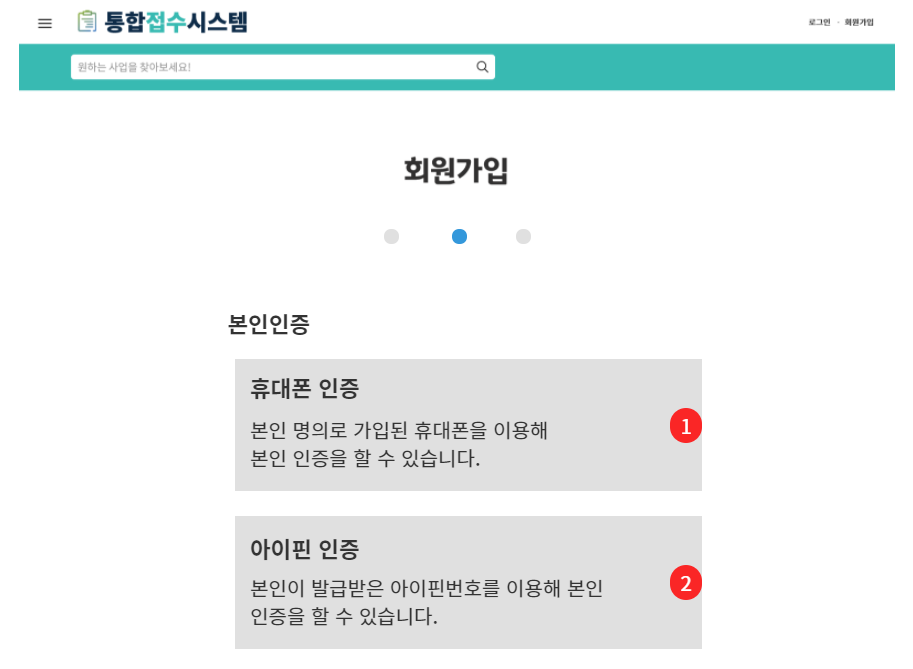 통합접수시스템
로그인 · 회원가입
원하는 사업을 찾아보세요!
회원가입
본인인증
휴대폰 인증
본인 명의로 가입된 휴대폰을 이용해
본인 인증을 할 수 있습니다.
1
아이핀 인증
본인이 발급받은 아이핀번호를 이용해 본인
인증을 할 수 있습니다.
2